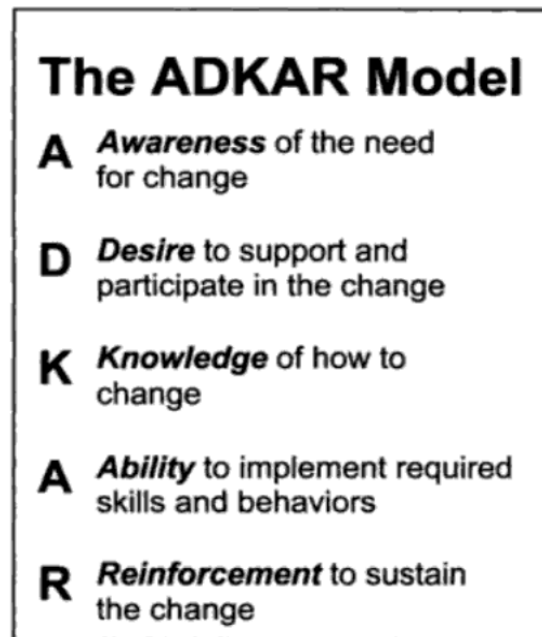 The ADKAR Model
A Awareness of the need
for change
D Desire to support and
participate in the change
K Knowledge of how to
change
A Ability to implement required
skills and behaviors
R Reinforcement to sustain
the change